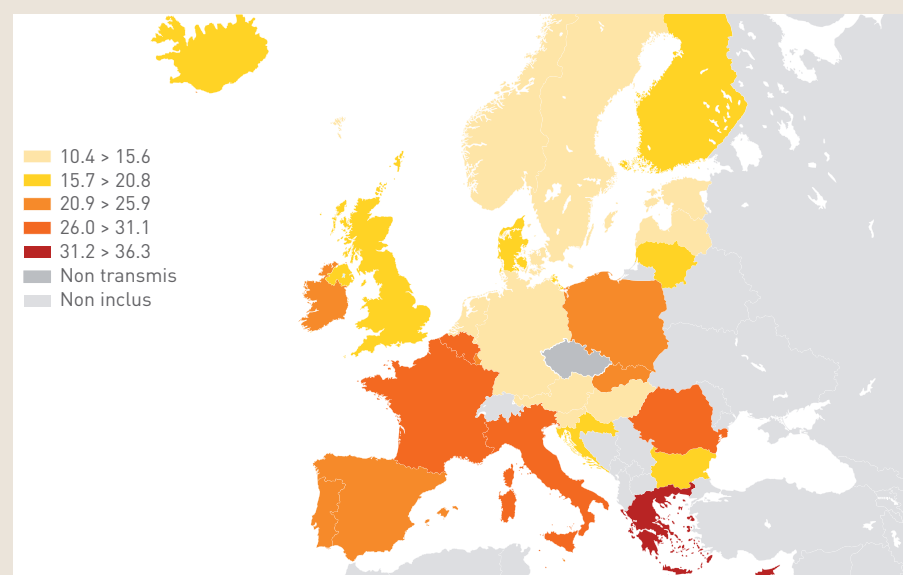 10.4 > 15.6
15.7 > 20.8
20.9 > 25.9
26.0 > 31.1
31.2 > 36.3
Non transmis
Non inclus